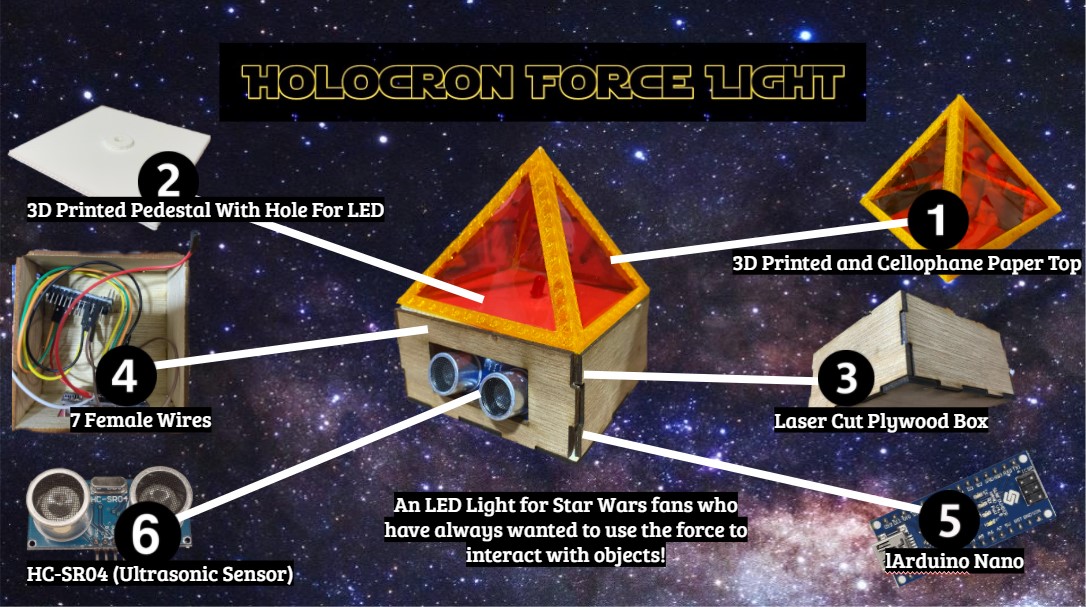 HOLOCRON FORCE LIGHT
2
3D Printed Pedestal With Hole For LED
1
3D Printed and Cellophane Paper Top
4
7 Female Wires
3
Laser Cut Plywood Box
HC-SR04
6
HC-SR04 (Ultrasonic Sensor)
An LED Light for Star Wars fans who
have always wanted to use the force to
interact with objects!
5
lArduino Nano